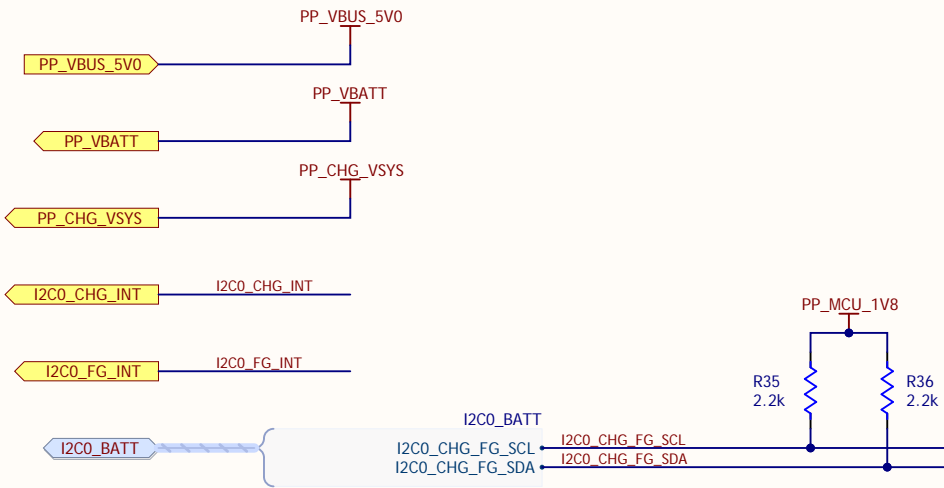 PP_VBUS_5V0
PP_VBUS_5V0
PP_VBATT
PP_VBATT
PP_CHG_VSYS
PP_CHG_VSYS
I2C0_CHG_INT
I2C0_CHG_INT
PP_MCU_1V8
I2C0_FG_INT
I2C0_FG_INT
R35
2.2k
R36
2.2k
I2C0_BATT
I2C0_BATT
I2C0_CHG_FG_SCL
I2C0_CHG_FG_SCL
I2C0_CHG_FG_SDA
I2C0_CHG_FG_SDA